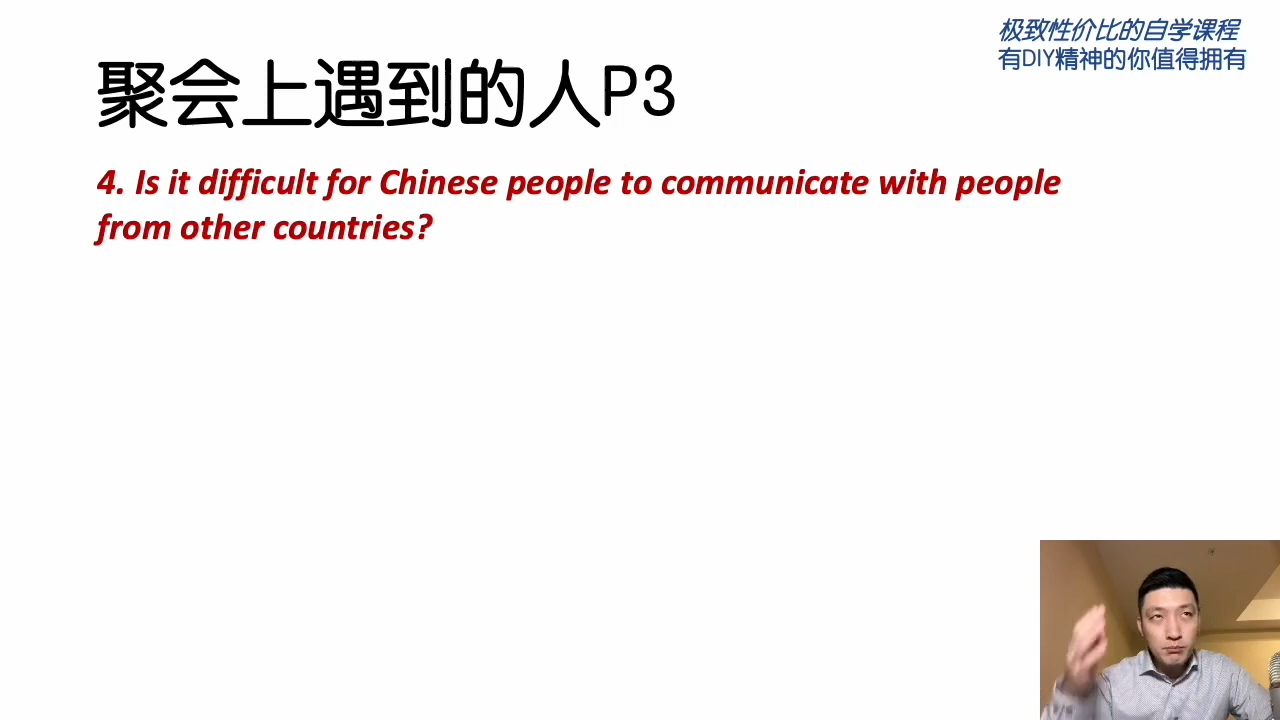 极致性价比的自学课程
有DIY精神的你值得拥有
聚会上遇到的人P3
4. Is it difficult for Chinese people to communicate with people
from other countries?